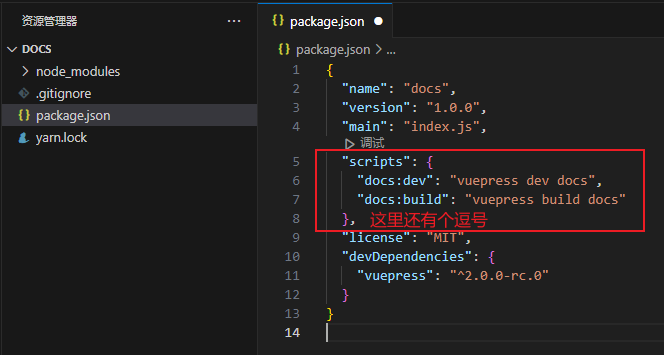 资源管理器
DOCS
node_modules
.gitignore
package.json
yarn.lock
package.json
package.json > ...
1 {
2 "name": "docs",
3 "version": "1.0.0",
4 "main": "index.js",
调试
5 "scripts": {
6 "docs:dev": "vuepress dev docs",
7 "docs:build": "vuepress build docs"
8 }, 这里还有个逗号
9 "license": "MIT",
10 "devDependencies": {
11 "vuepress": "^2.0.0-rc.0"
12 }
13 }
14